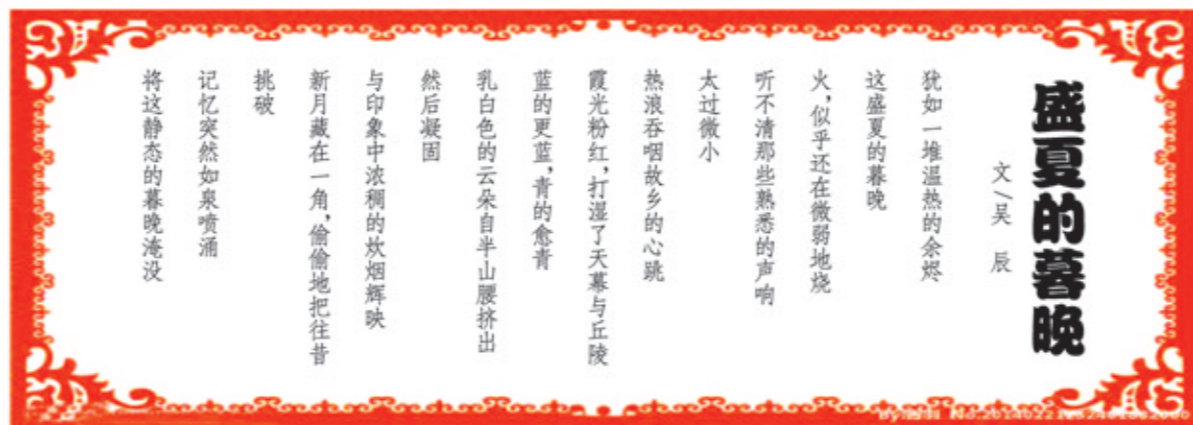 盛夏的暮晚
文/吴 辰
犹如一堆温热的余烬
这盛夏的暮晚
火，似乎还在微弱地烧
听不清那些熟悉的声响
太过微小
热浪吞咽故乡的心跳
霞光粉红，打湿了天幕与丘陵
蓝的更蓝，青的愈青
乳白色的云朵自半山腰挤出
然后凝固
与印象中浓稠的炊烟辉映
新月藏在一角，偷偷地把往昔
挑破
记忆突然如泉喷涌
将这静态的暮晚淹没